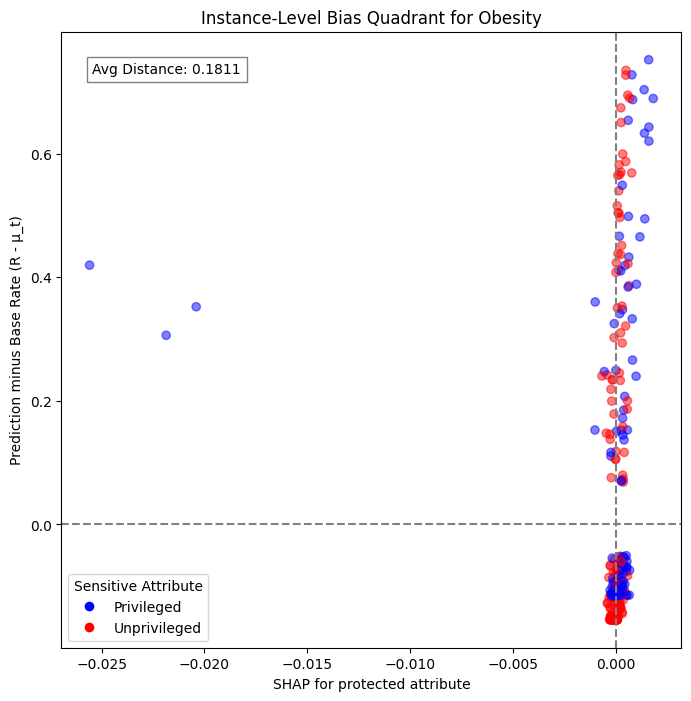 Instance-Level Bias Quadrant for Obesity
Avg Distance: 0.1811
Prediction minus Base Rate (R - μ_t)
0.6
0.4
0.2
0.0
Sensitive Attribute
Privileged
Unprivileged
−0.025
−0.020
−0.015
−0.010
−0.005
0.000
SHAP for protected attribute